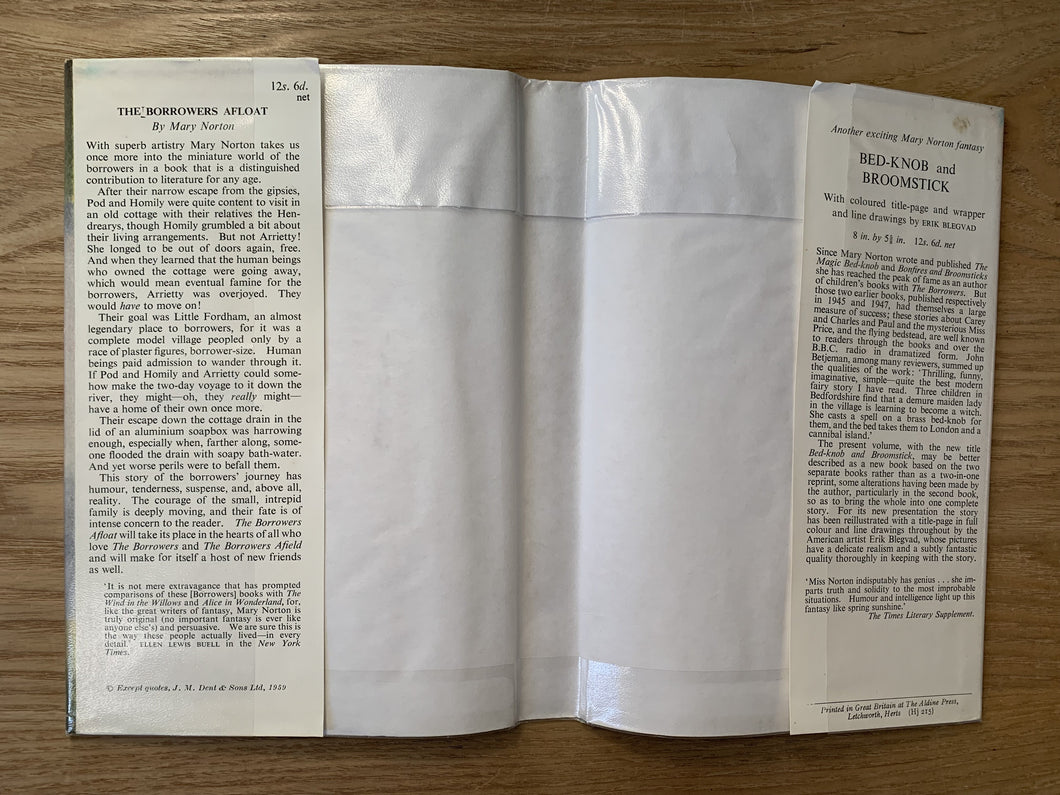 12s. 6d.
net
THE BORROWERS AFLOAT
By Mary Norton
With superb artistry Mary Norton takes us
once more into the miniature world of the
borrowers in a book that is a distinguished
contribution to literature for any age.
After their narrow escape from the gipsies,
Pod and Homily were quite content to visit in
an old cottage with their relatives the Hen-
drearys, though Homily grumbled a bit about
their living arrangements. But not Arrietty!
She longed to be out of doors again, free.
And when they learned that the human beings
who owned the cottage were going away,
which would mean eventual famine for the
borrowers, Arrietty was overjoyed. They
would have to move on!
Their goal was Little Fordham, an almost
legendary place to borrowers, for it was a
complete model village peopled only by a
race of plaster figures, borrower-size. Human
beings paid admission to wander through it.
If Pod and Homily and Arrietty could some-
how make the two-day voyage to it down the
river, they might—oh, they really might—
have a home of their own once more.
Their escape down the cottage drain in the
lid of an aluminium soapbox was harrowing
enough, especially when, farther along, some-
one flooded the drain with soapy bath-water.
And yet worse perils were to befall them.
This story of the borrowers' journey has
humour, tenderness, suspense, and, above all,
reality. The courage of the small, intrepid
family is deeply moving, and their fate is of
intense concern to the reader. The Borrowers
Afloat will take its place in the hearts of all who
love The Borrowers and The Borrowers Afield
and will make for itself a host of new friends
as well.
'It is not mere extravagance that has prompted
comparisons of these [Borrowers] books with The
Wind in the Willows and Alice in Wonderland, for,
like the great writers of fantasy, Mary Norton is
truly original (no important fantasy is ever like
anyone else's) and persuasive. We are sure this is
the way these people actually lived—in every
detail.' ELLEN LEWIS BUELL in the New York
Times.
© Except quotes, J. M. Dent & Sons Ltd, 1959
Another exciting Mary Norton fantasy
BED-KNOB and
BROOMSTICK
With coloured title-page and wrapper
and line drawings by ERIK BLEGVAD
8 in. by 5⅝ in. 12s. 6d. net
Since Mary Norton wrote and published The
Magic Bed-knob and Bonfires and Broomsticks
she has reached the peak of fame as an author
of children's books with The Borrowers. But
those two earlier books, published respectively
in 1945 and 1947, had themselves a large
measure of success; these stories about Carey
and Charles and Paul and the mysterious Miss
Price, and the flying bedstead, are well known
to readers through the books and over the
B.B.C. radio in dramatized form. John
Betjeman, among many reviewers, summed up
the qualities of the work: 'Thrilling, funny,
imaginative, simple—quite the best modern
fairy story I have read. Three children in
Bedfordshire find that a demure maiden lady
in the village is learning to become a witch.
She casts a spell on a brass bed-knob for
them, and the bed takes them to London and a
cannibal island.'
The present volume, with the new title
Bed-knob and Broomstick, may be better
described as a new book based on the two
separate books rather than as a two-in-one
reprint, some alterations having been made by
the author, particularly in the second book,
so as to bring the whole into one complete
story. For its new presentation the story
has been reillustrated with a title-page in full
colour and line drawings throughout by the
American artist Erik Blegvad, whose pictures
have a delicate realism and a subtly fantastic
quality thoroughly in keeping with the story.
'Miss Norton indisputably has genius . . . she im-
parts truth and solidity to the most improbable
situations. Humour and intelligence light up this
fantasy like spring sunshine.'
The Times Literary Supplement.
Printed in Great Britain at The Aldine Press,
Letchworth, Herts (Hj 215)